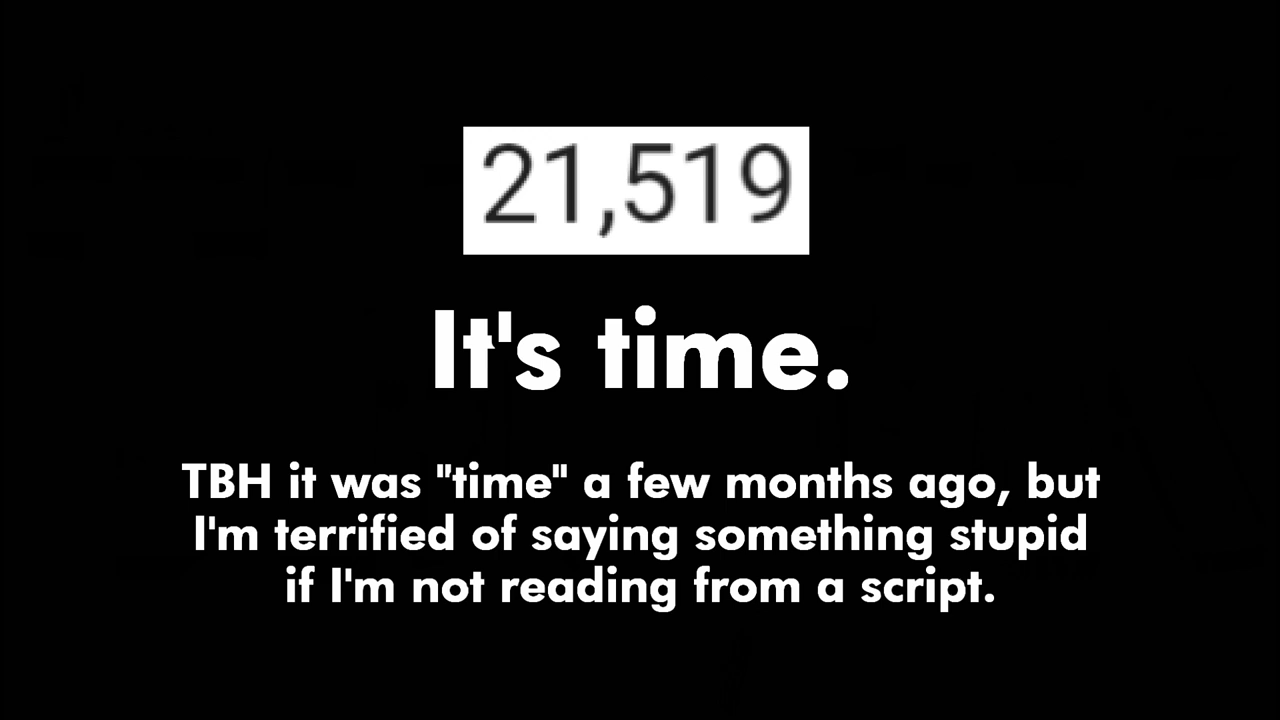 21,519
It's time.
TBH it was "time" a few months ago, but
I'm terrified of saying something stupid
if I'm not reading from a script.